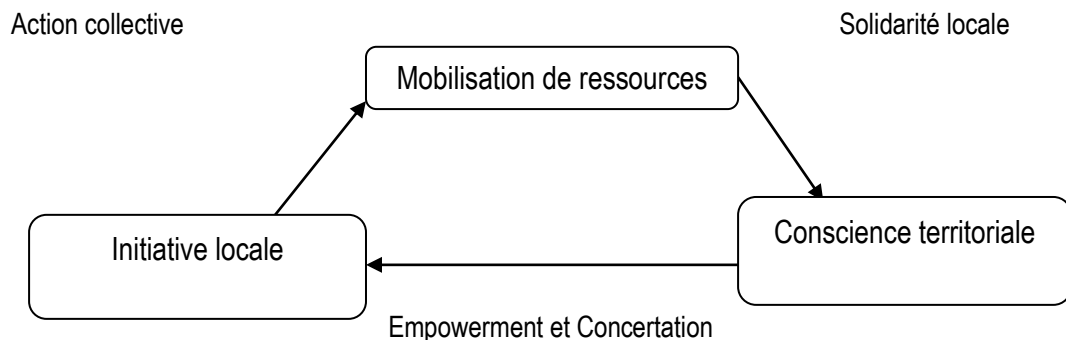 Action collective
Solidarité locale
Mobilisation de ressources
Initiative locale
Conscience territoriale
Empowerment et Concertation